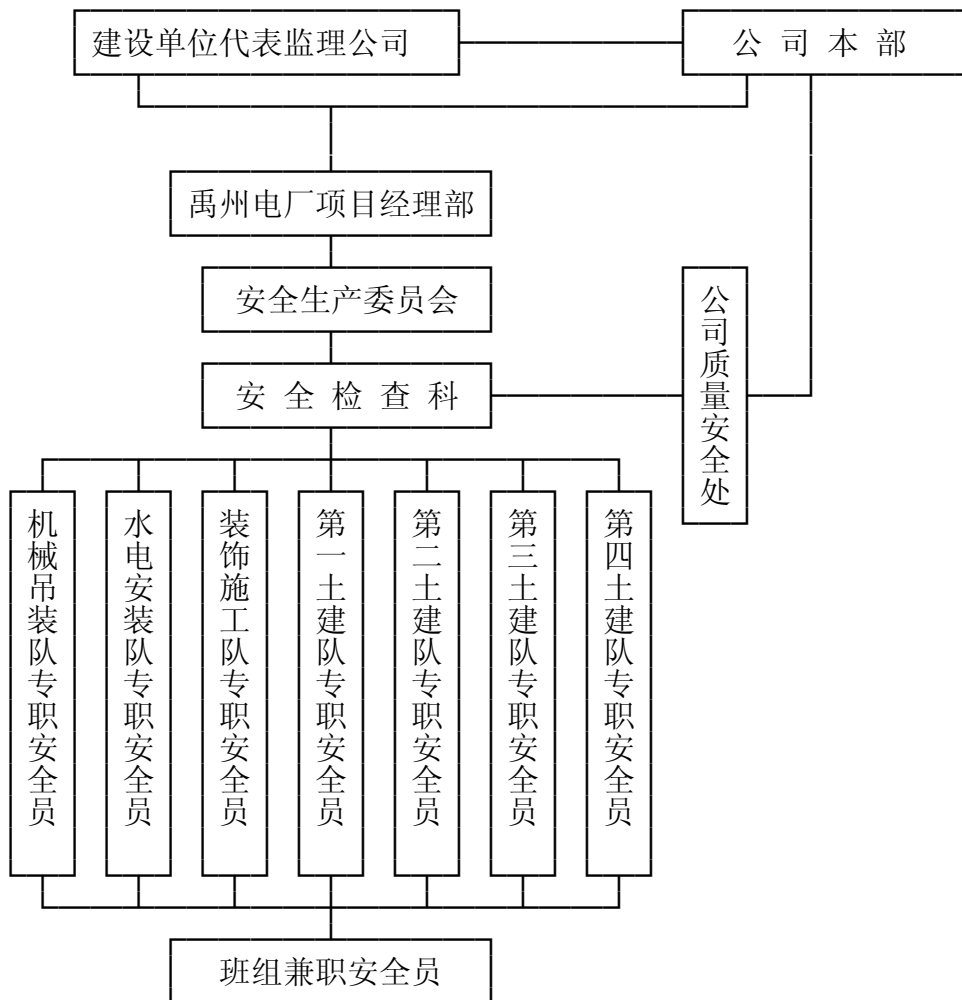 建设单位代表监理公司
公司本部
禹州电厂项目经理部
安全生产委员会
公司质量安全处
安全检查科
机械吊装队专职安全员
水电安装队专职安全员
装饰施工队专职安全员
第一土建队专职安全员
第二土建队专职安全员
第三土建队专职安全员
第四土建队专职安全员
班组兼职安全员